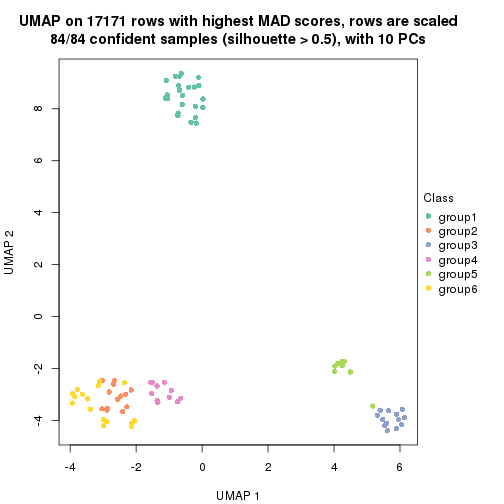 UMAP on 17171 rows with highest MAD scores, rows are scaled
84/84 confident samples (silhouette > 0.5), with 10 PCs
8
6
4
2
0
-2
-4
UMAP 2
-4
-2
0
2
4
6
UMAP 1
Class
group1
group2
group3
group4
group5
group6